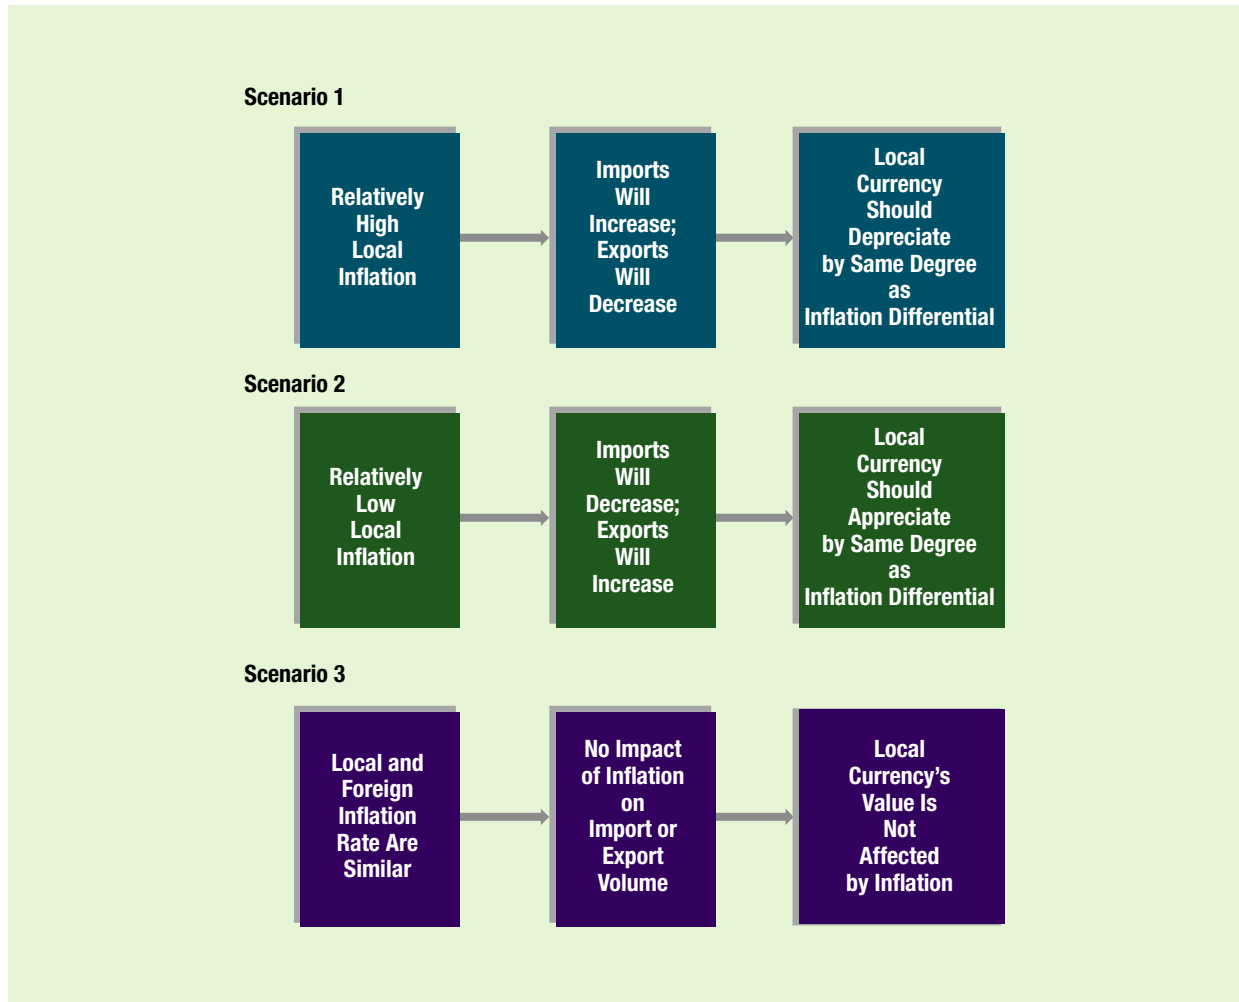 Scenario 1
Relatively
High
Local
Inflation
Imports
Will
Increase;
Exports
Will
Decrease
Local
Currency
Should
Depreciate
by Same Degree
as
Inflation Differential
Scenario 2
Relatively
Low
Local
Inflation
Imports
Will
Decrease;
Exports
Will
Increase
Local
Currency
Should
Appreciate
by Same Degree
as
Inflation Differential
Scenario 3
Local and
Foreign
Inflation
Rate Are
Similar
No Impact
of Inflation
on
Import or
Export
Volume
Local
Currency’s
Value Is
Not
Affected
by Inflation